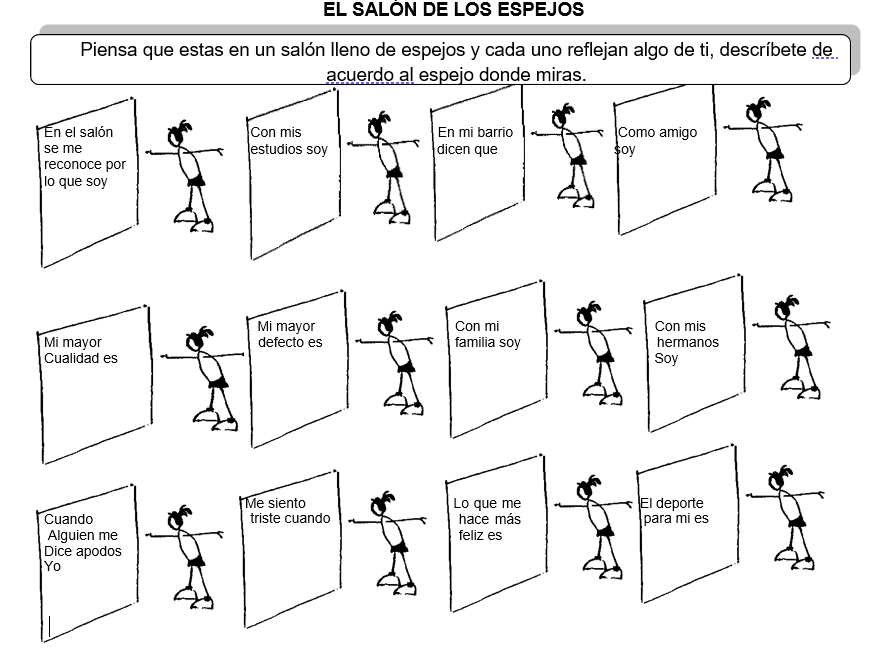 EL SALÓN DE LOS ESPEJOS
Piensa que estas en un salón lleno de espejos y cada uno reflejan algo de ti, descríbete de
acuerdo al espejo donde miras.
En el salón
se me
reconoce por
lo que soy
Con mis
estudios soy
En mi barrio
dicen que
Como amigo
soy
Mi mayor
Cualidad es
Mi mayor
defecto es
Con mi
familia soy
Con mis
hermanos
Soy
Cuando
Alguien me
Dice apodos
Yo
Me siento
triste cuando
Lo que me
hace más
feliz es
El deporte
para mi es